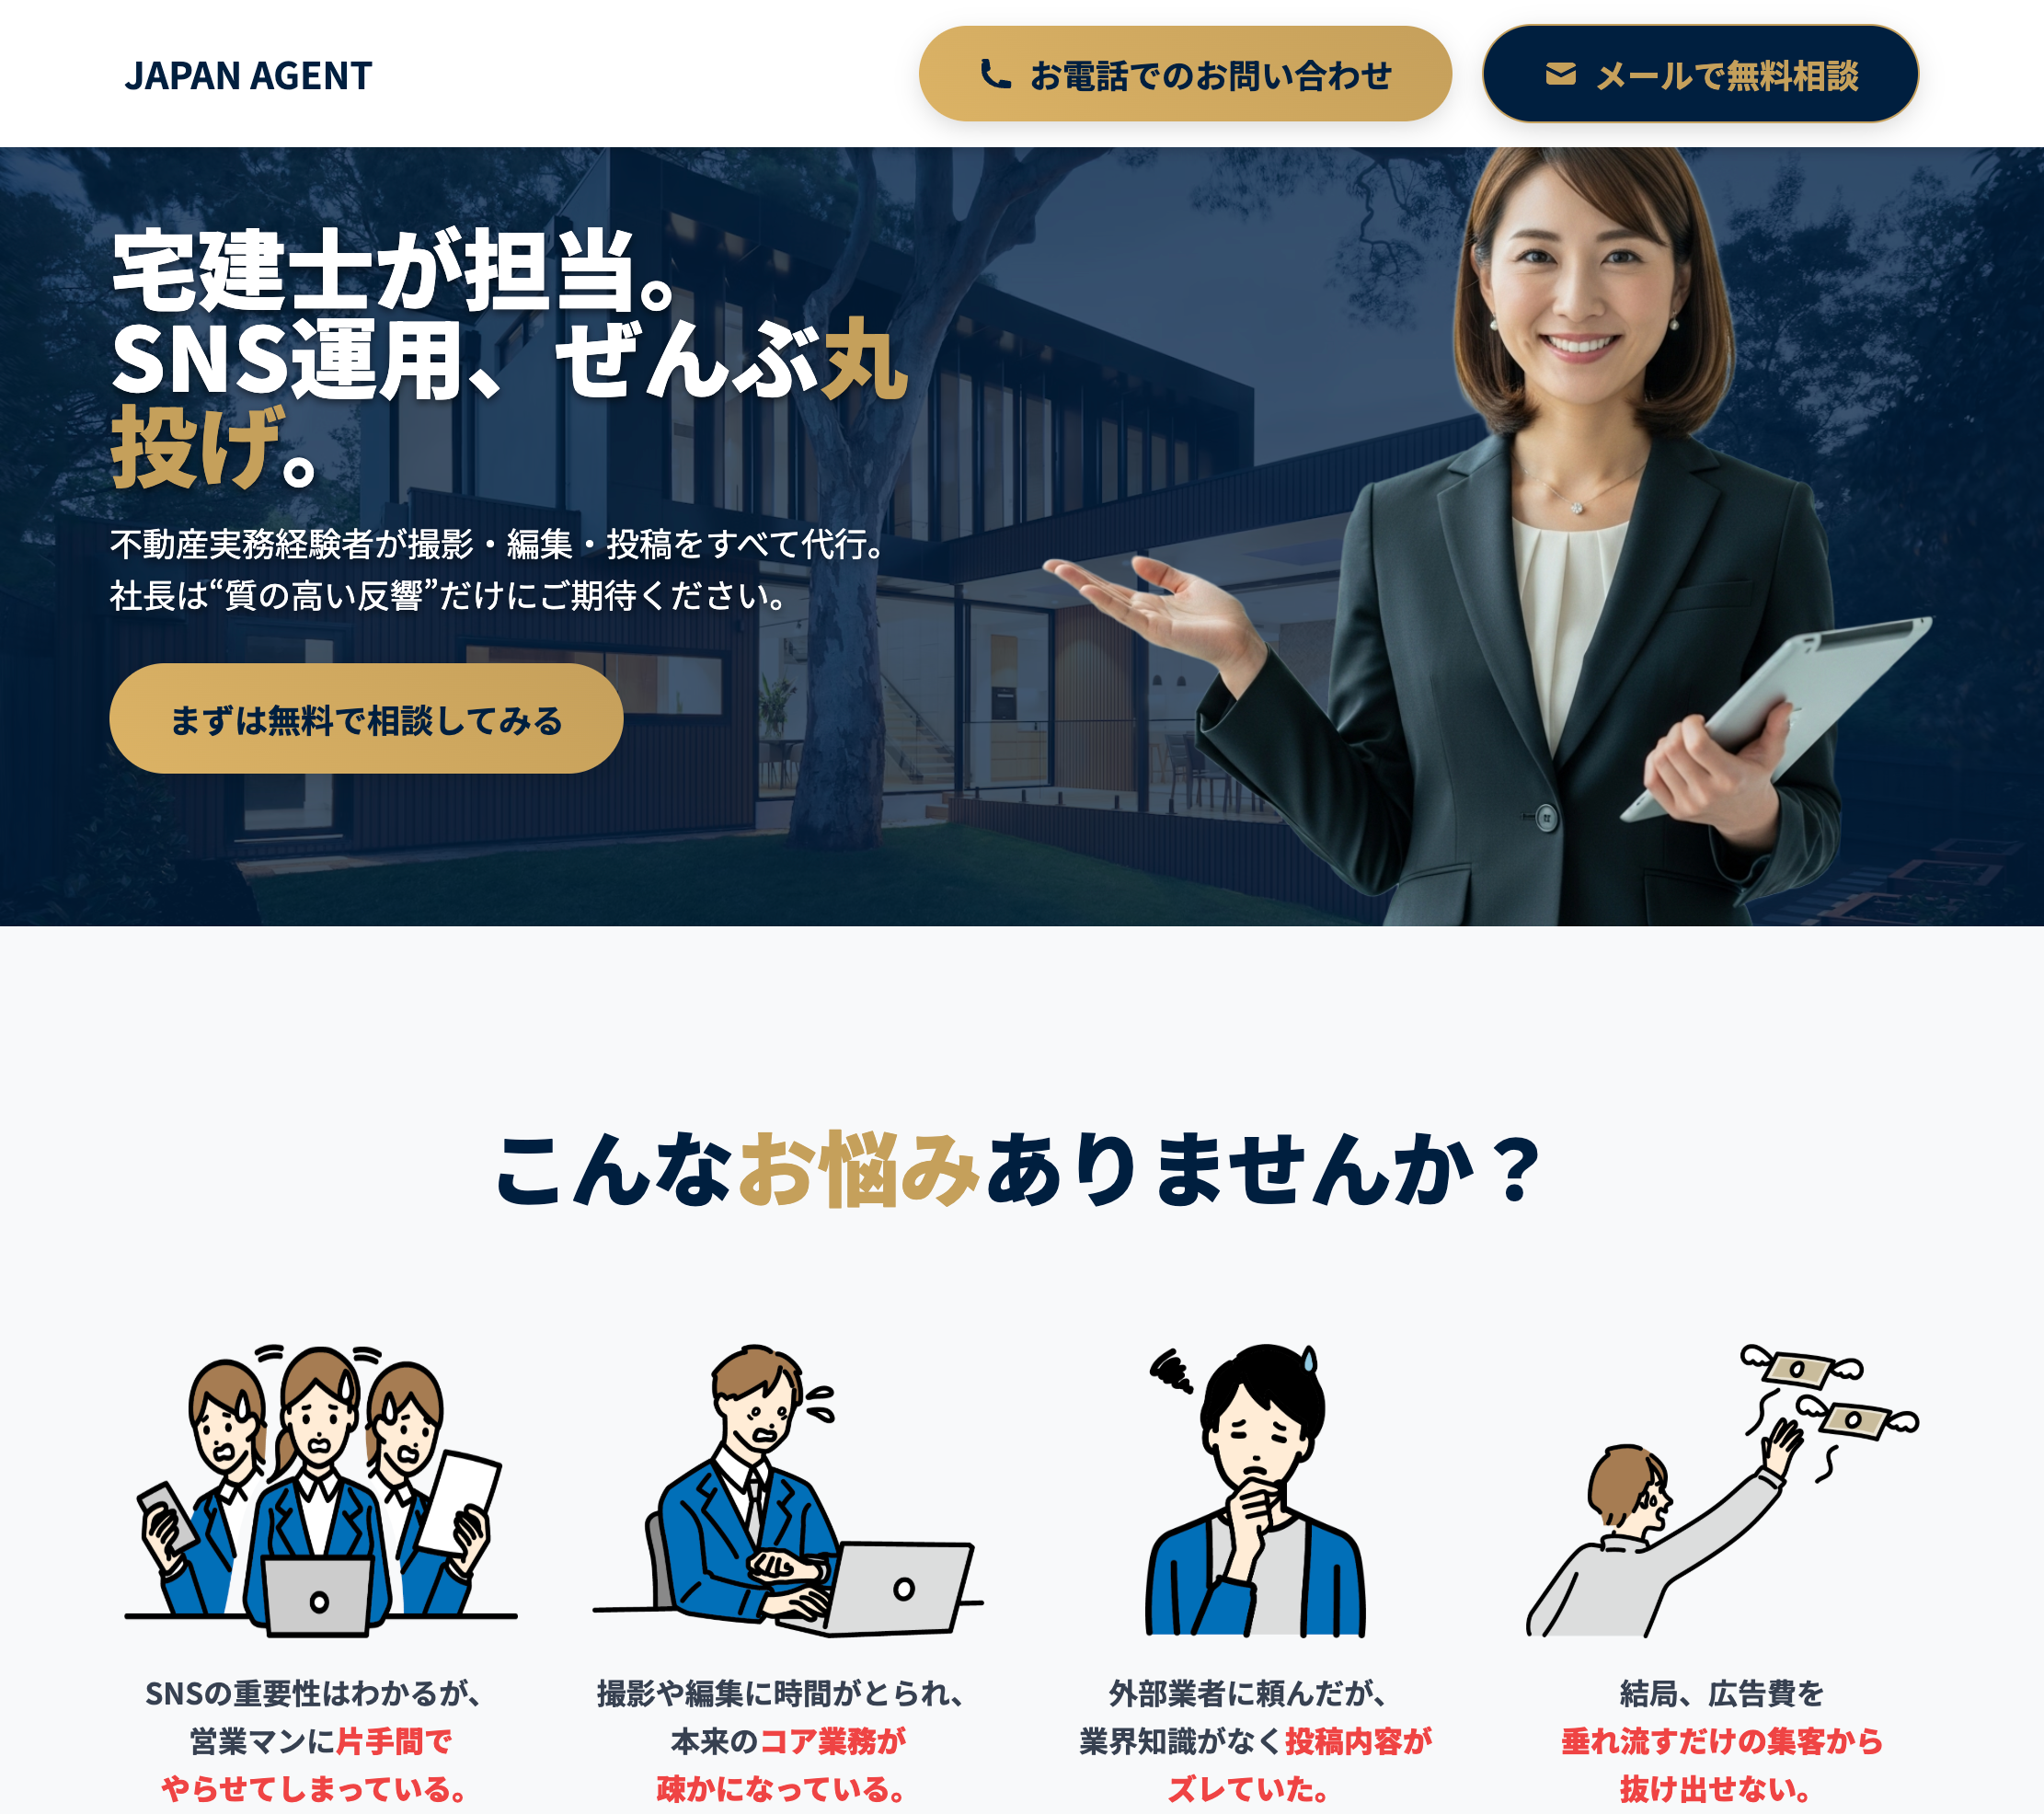 JAPAN AGENT
お電話でのお問い合わせ
メールで無料相談
宅建士が担当。
SNS運用、ぜんぶ丸
投げ。
不動産実務経験者が撮影・編集・投稿をすべて代行。
社長は“質の高い反響”だけにご期待ください。
まずは無料で相談してみる
こんなお悩みありませんか？
SNSの重要性はわかるが、
営業マンに片手間で
やらせてしまっている。
撮影や編集に時間がとられ、
本来のコア業務が
疎かになっている。
外部業者に頼んだが、
業界知識がなく投稿内容が
ズレていた。
結局、広告費を
垂れ流すだけの集客から
抜け出せない。